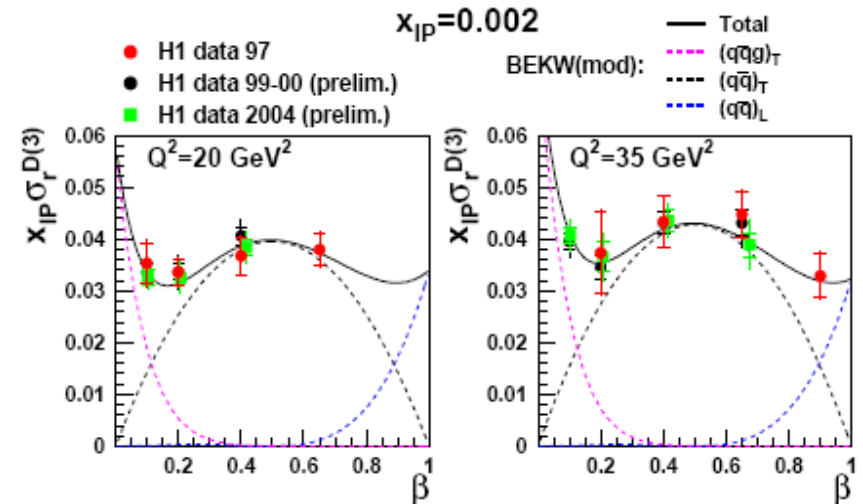 x_IP=0.002
H1 data 97
H1 data 99-00 (prelim.)
H1 data 2004 (prelim.)
BEKW(mod):
Total
(qq̅g)_T
(qq̅)_T
(qq̅)_L
x_IP σ_r^D(3)
Q²=20 GeV²
0.06
0.05
0.04
0.03
0.02
0.01
0
0.2 0.4 0.6 0.8 1
β
x_IP σ_r^D(3)
Q²=35 GeV²
0.06
0.05
0.04
0.03
0.02
0.01
0
0.2 0.4 0.6 0.8 1
β